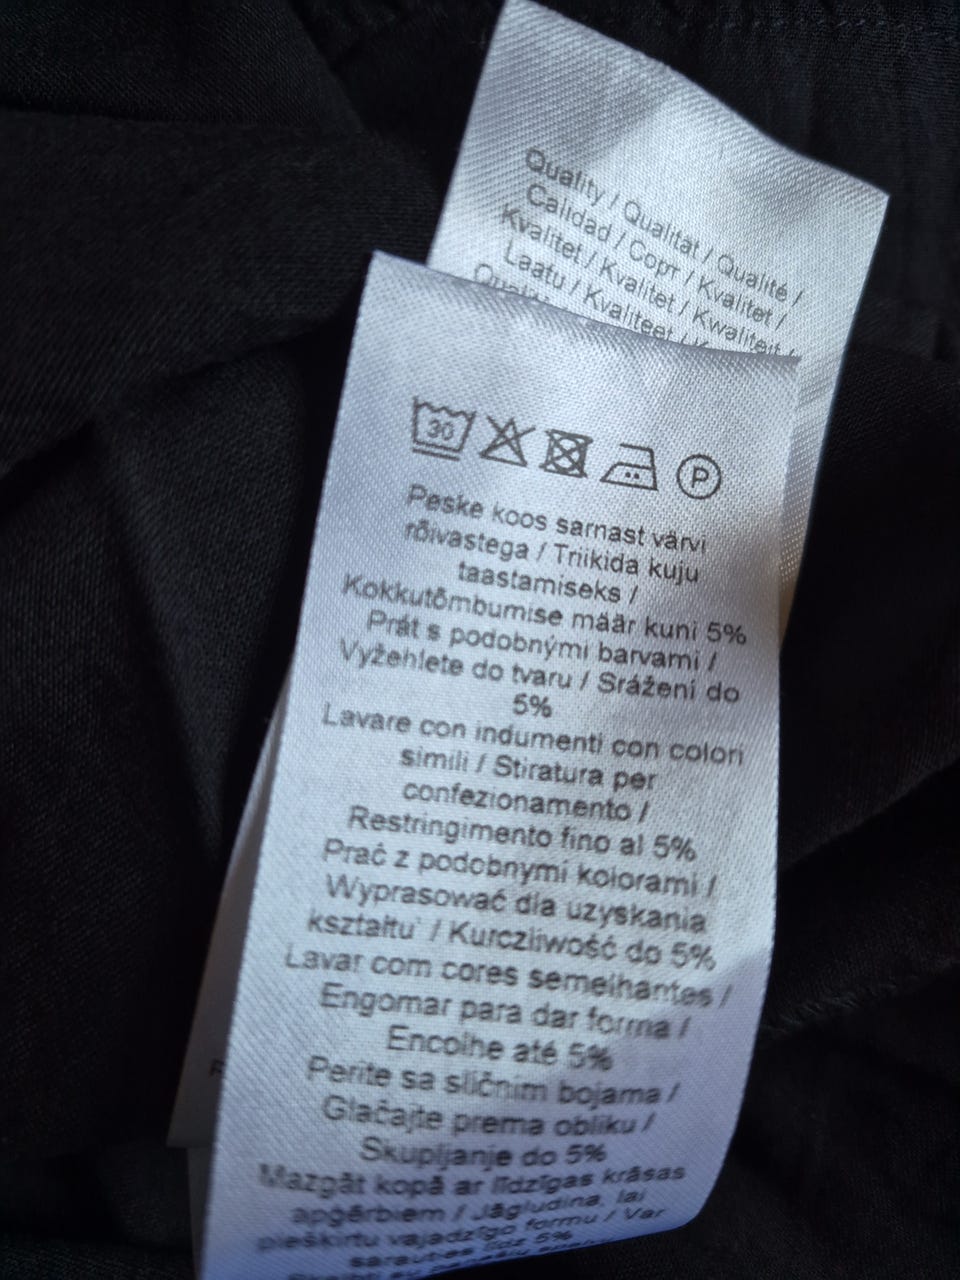 Quality / Qualität / Qualité /
Calidad / Сорт / Kvalitet /
Kvalitet / Kvalitet / Kwaliteit /
Laatu / Kvaliteet /
30
P
Peske koos sarnast värvi
rõivastega / Triikida kuju
taastamiseks /
Kokkutõmbumise määr kuni 5%
Prát s podobnými barvami /
Vyžehlete do tvaru / Srážení do
5%
Lavare con indumenti con colori
simili / Stiratura per
confezionamento /
Restringimento fino al 5%
Prać z podobnymi kolorami /
Wyprasować dla uzyskania
kształtu / Kurczliwość do 5%
Lavar com cores semelhantes /
Engomar para dar forma /
Encolhe até 5%
Perite sa sličnim bojama /
Glačajte prema obliku /
Skupljanje do 5%
Mazgāt kopā ar līdzīgas krāsas
apģērbiem / Jāgludina, lai
piešķirtu vajadzīgo formu / Var
sarauties līdz 5%